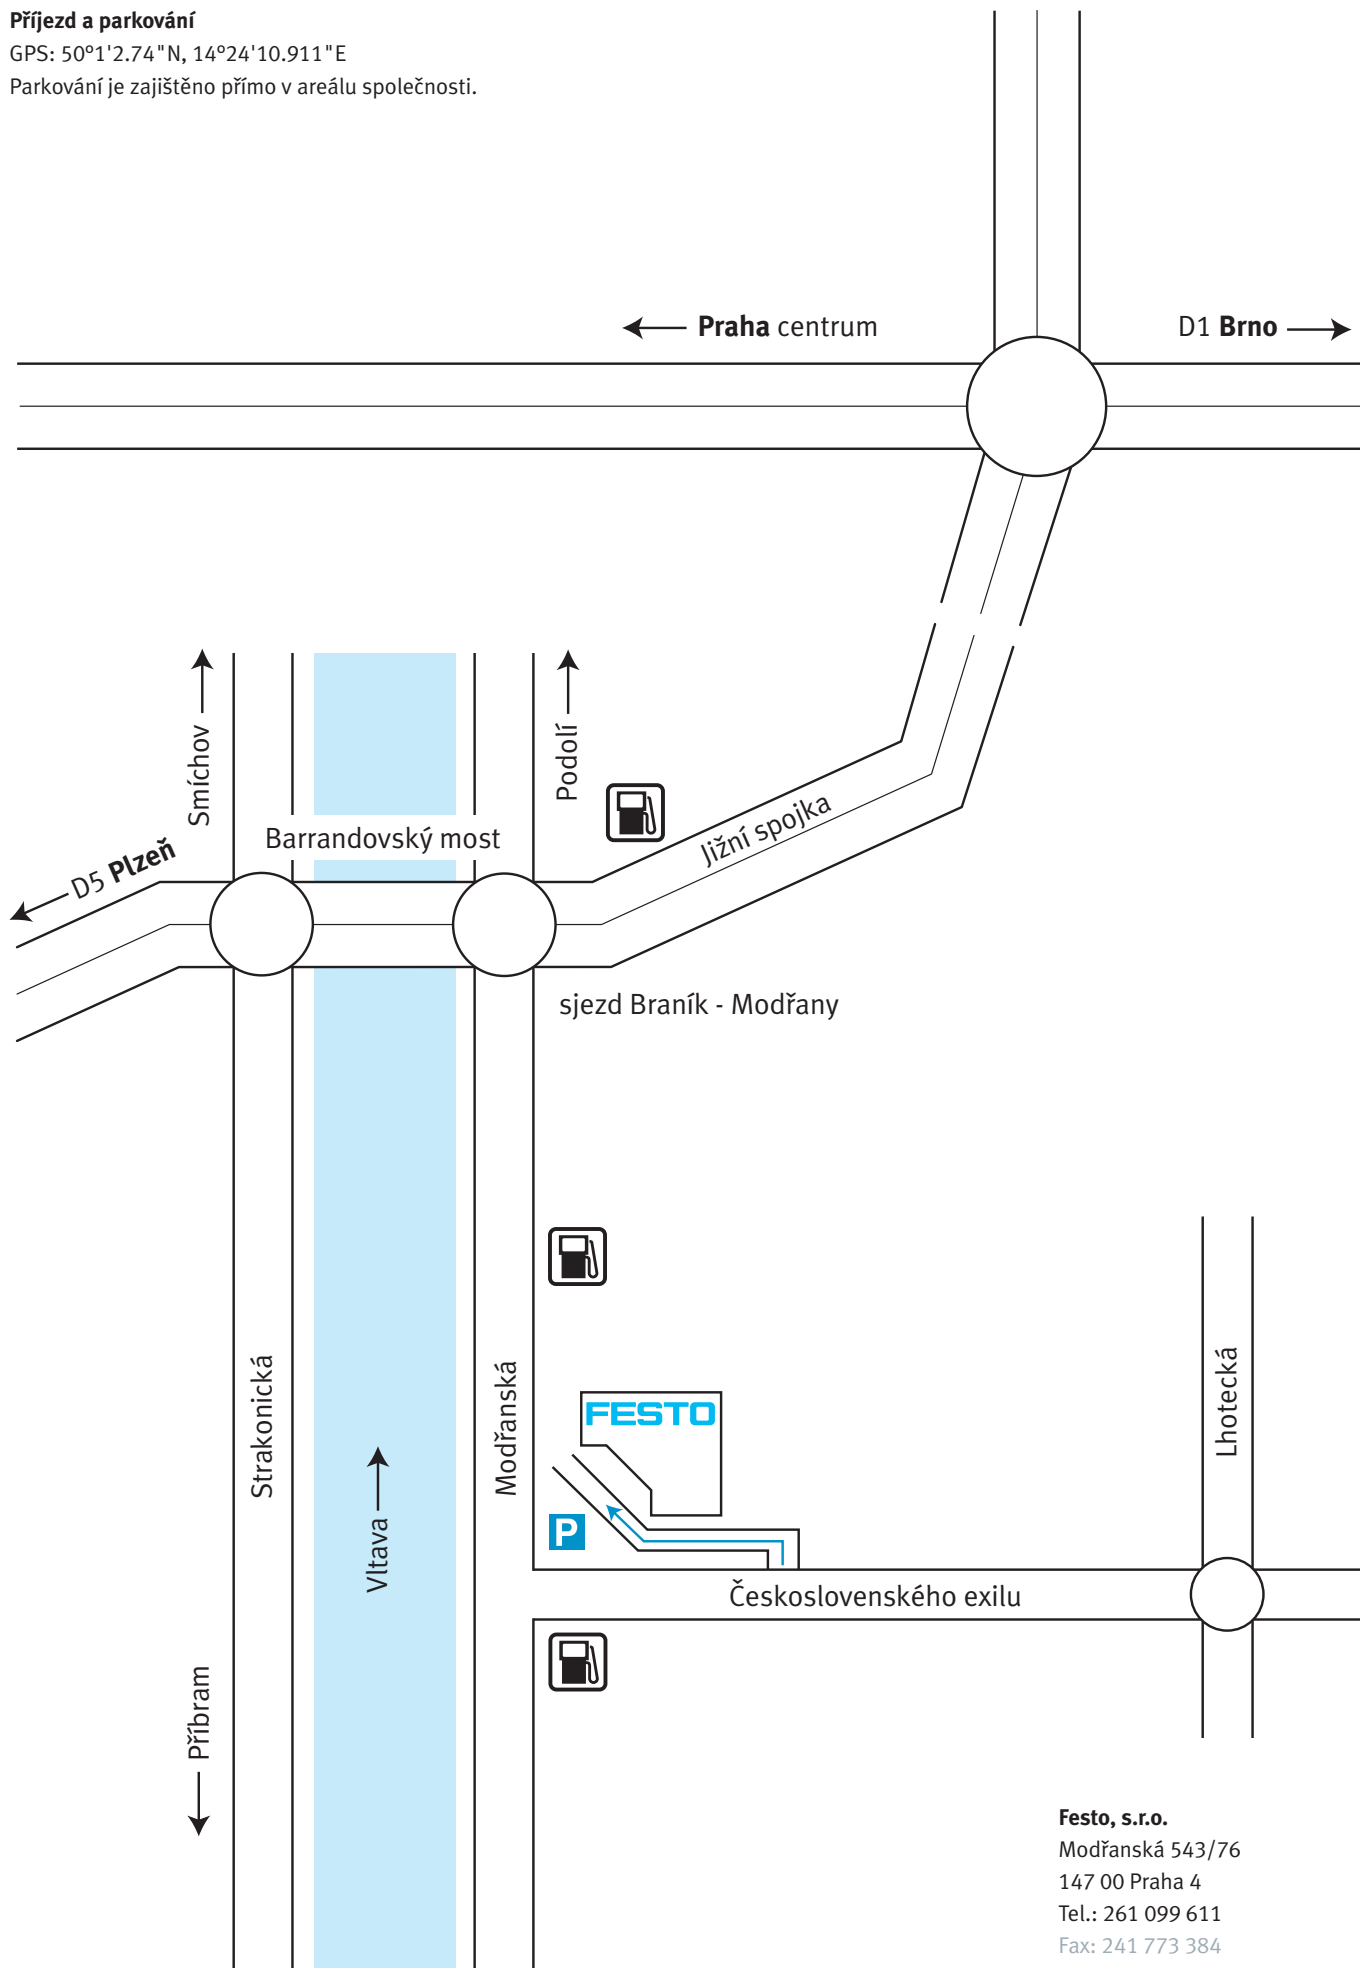 Příjezd a parkování
GPS: 50°1'2.74"N, 14°24'10.911"E
Parkování je zajištěno přímo v areálu společnosti.
Praha centrum
D1 Brno
Smíchov
Podolí
Barrandovský most
Jižní spojka
D5 Plzeň
sjezd Braník - Modřany
Strakonická
Vltava
Modřanská
FESTO
P
Lhotecká
Československého exilu
Příbram
Festo, s.r.o.
Modřanská 543/76
147 00 Praha 4
Tel.: 261 099 611
Fax: 241 773 384